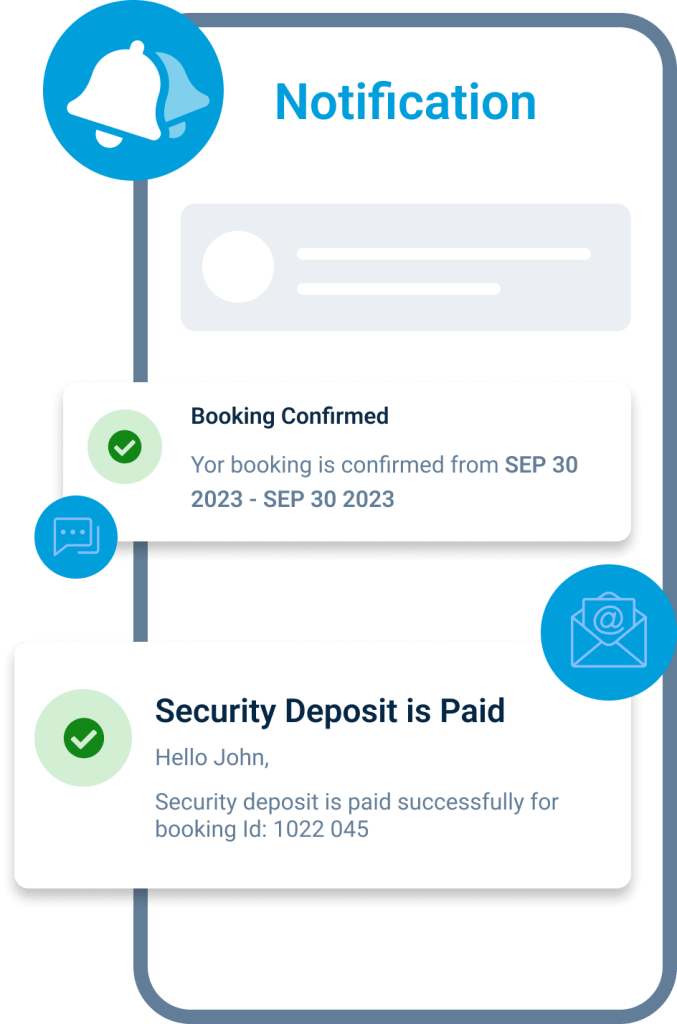 Notification
Booking Confirmed
Yor booking is confirmed from SEP 30
2023 - SEP 30 2023
@
Security Deposit is Paid
Hello John,
Security deposit is paid successfully for
booking Id: 1022 045